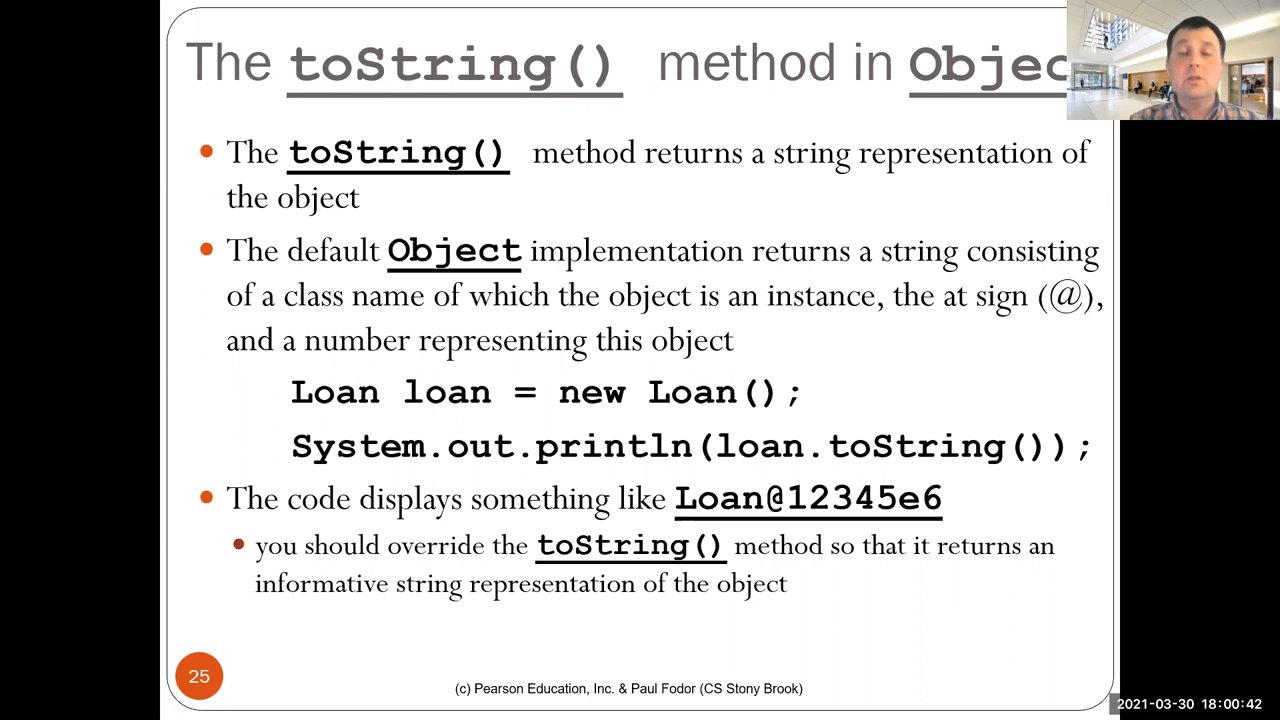 The toString() method in Objec
• The toString() method returns a string representation of
the object
• The default Object implementation returns a string consisting
of a class name of which the object is an instance, the at sign (@),
and a number representing this object
Loan loan = new Loan();
System.out.println(loan.toString());
• The code displays something like Loan@12345e6
• you should override the toString() method so that it returns an
informative string representation of the object
25
(c) Pearson Education, Inc. & Paul Fodor (CS Stony Brook)
2021-03-30 18:00:42